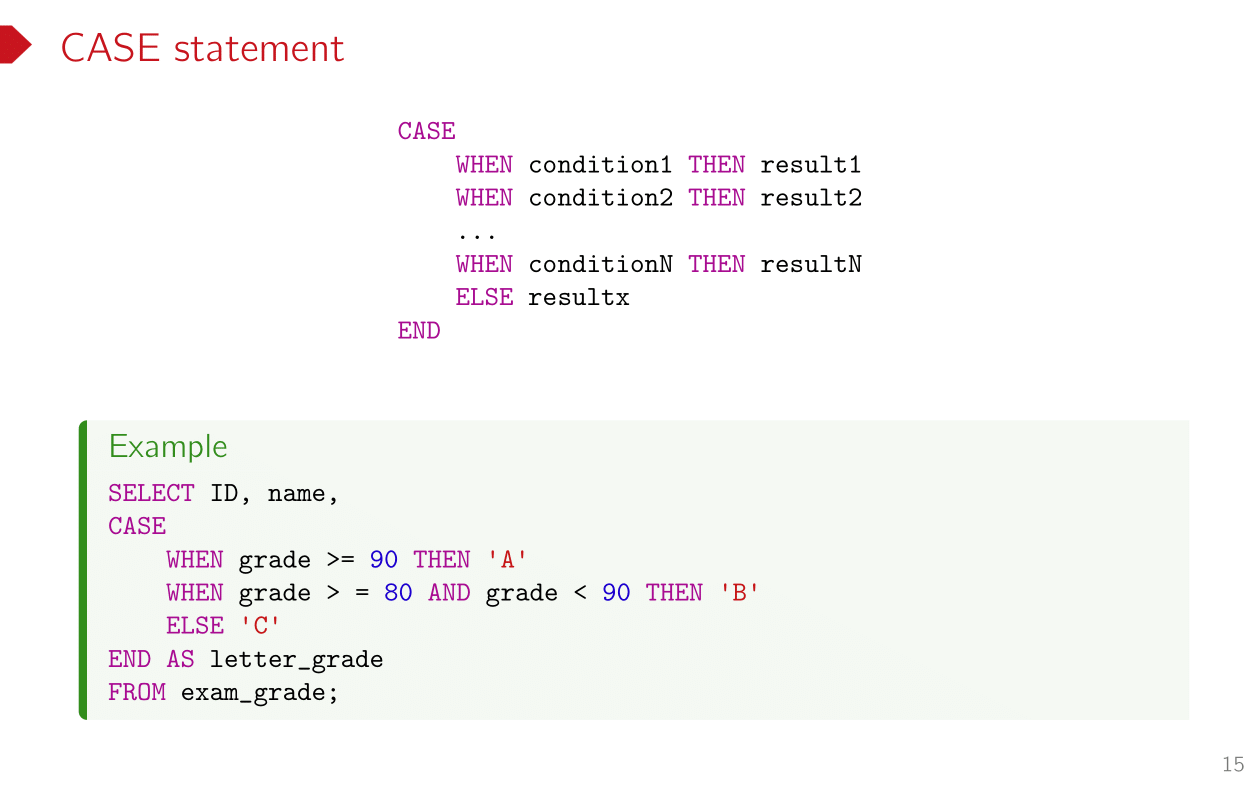 CASE statement
CASE
    WHEN condition1 THEN result1
    WHEN condition2 THEN result2
    ...
    WHEN conditionN THEN resultN
    ELSE resultx
END
Example
SELECT ID, name,
CASE
    WHEN grade >= 90 THEN 'A'
    WHEN grade > = 80 AND grade < 90 THEN 'B'
    ELSE 'C'
END AS letter_grade
FROM exam_grade;
15